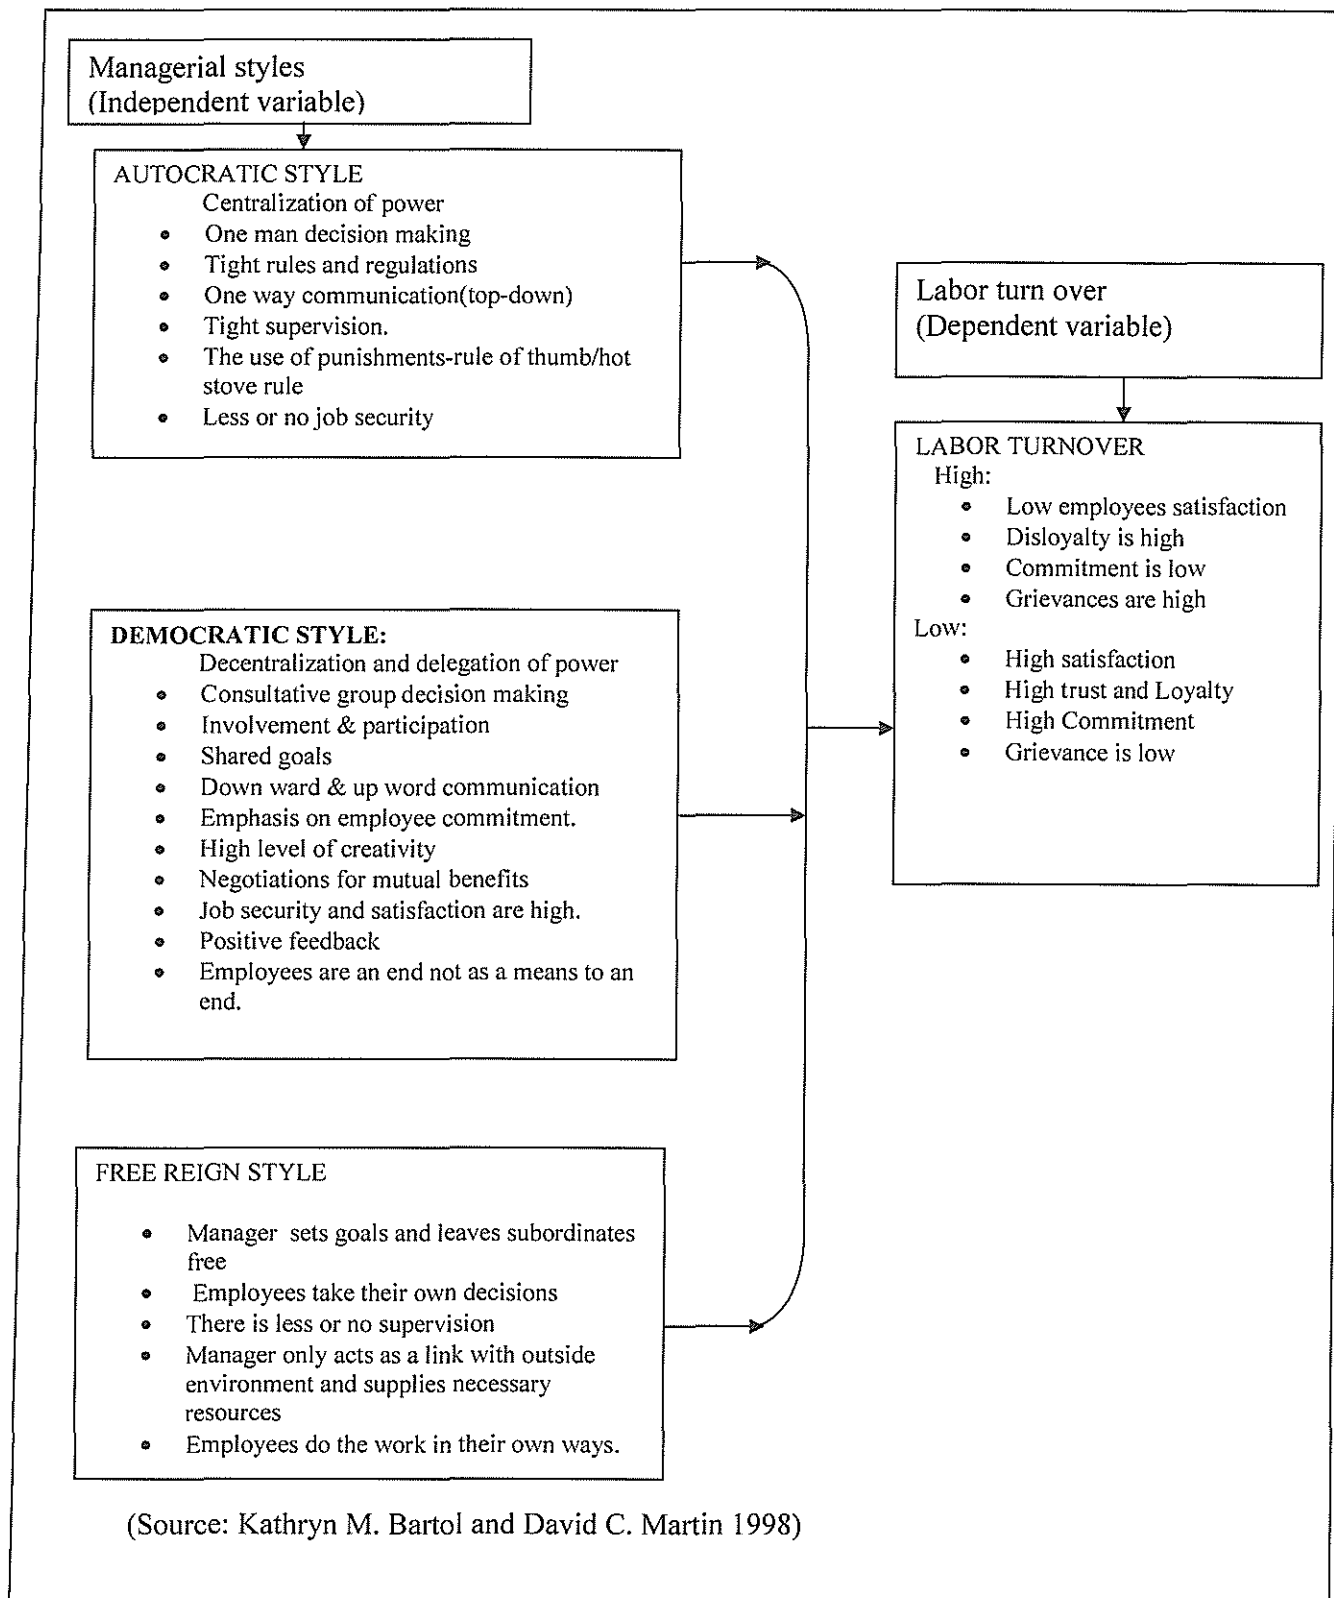 Managerial styles
(Independent variable)
AUTOCRATIC STYLE
Centralization of power
• One man decision making
• Tight rules and regulations
• One way communication(top-down)
• Tight supervision.
• The use of punishments-rule of thumb/hot
stove rule
• Less or no job security
DEMOCRATIC STYLE:
Decentralization and delegation of power
• Consultative group decision making
• Involvement & participation
• Shared goals
• Down ward & up word communication
• Emphasis on employee commitment.
• High level of creativity
• Negotiations for mutual benefits
• Job security and satisfaction are high.
• Positive feedback
• Employees are an end not as a means to an
end.
FREE REIGN STYLE
• Manager sets goals and leaves subordinates
free
• Employees take their own decisions
• There is less or no supervision
• Manager only acts as a link with outside
environment and supplies necessary
resources
• Employees do the work in their own ways.
Labor turn over
(Dependent variable)
LABOR TURNOVER
High:
• Low employees satisfaction
• Disloyalty is high
• Commitment is low
• Grievances are high
Low:
• High satisfaction
• High trust and Loyalty
• High Commitment
• Grievance is low
(Source: Kathryn M. Bartol and David C. Martin 1998)